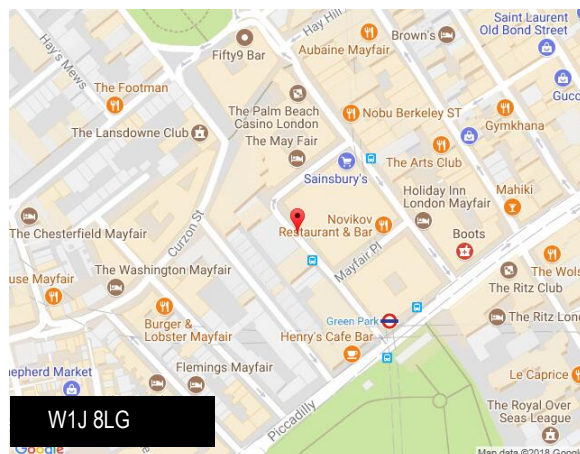 Hay Hill
Saint Laurent
Old Bond Street
Fifty9 Bar
Brown's
Hay's Mews
Aubaine Mayfair
The Footman
Gucc
The Palm Beach
Casino London
Nobu Berkeley ST
Gymkhana
The Lansdowne Club
The May Fair
The Arts Club
Sainsbury's
Holiday Inn
London Mayfair
Mahiki
Curzon St
Novikov
Restaurant & Bar
Boots
The Chesterfield Mayfair
Mayfair Pl
The Washington Mayfair
The Wols
The Ritz Club
use Mayfair
Green Park
The Ritz Lon
Burger &
Lobster Mayfair
Henry's Cafe Bar
Flemings Mayfair
Le Caprice
hepherd Market
Piccadilly
The Royal Over
Seas League
W1J 8LG
Google
Map data ©2018 Google